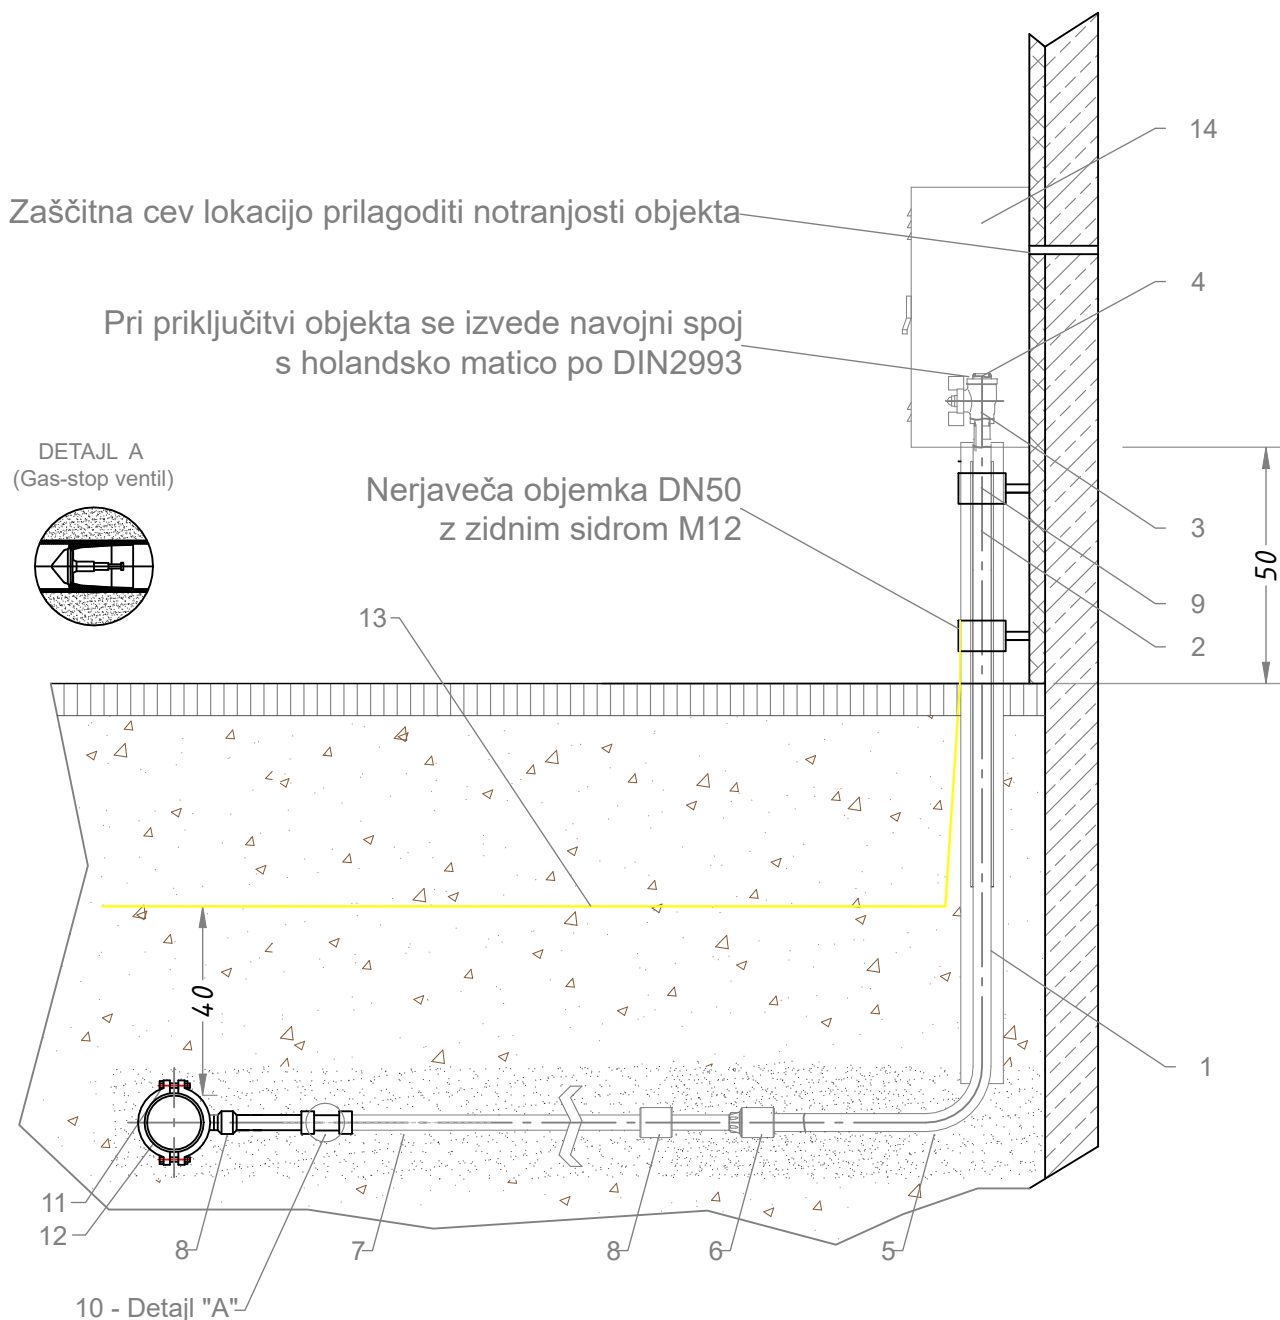 14
Zaščitna cev lokacijo prilagoditi notranjosti objekta
4
Pri priključitvi objekta se izvede navojni spoj
s holandsko matico po DIN2993
DETAJL A
(Gas-stop ventil)
Nerjaveča objemka DN50
z zidnim sidrom M12
3
50
9
13
2
40
1
11
12
8
7
8
6
5
10 - Detajl "A"